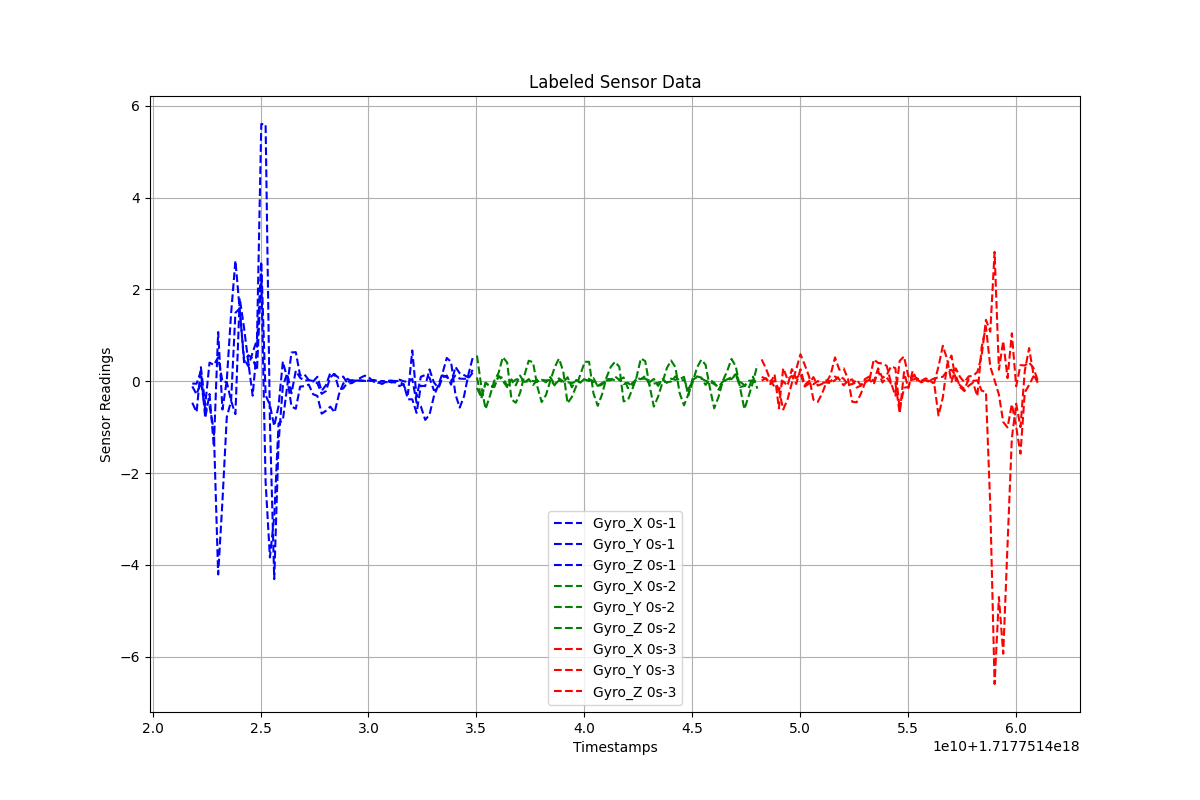 Labeled Sensor Data
6
4
2
0
−2
−4
−6
Sensor Readings
Gyro_X 0s-1
Gyro_Y 0s-1
Gyro_Z 0s-1
Gyro_X 0s-2
Gyro_Y 0s-2
Gyro_Z 0s-2
Gyro_X 0s-3
Gyro_Y 0s-3
Gyro_Z 0s-3
2.0 2.5 3.0 3.5 4.0 4.5 5.0 5.5 6.0
Timestamps
1e10+1.7177514e18